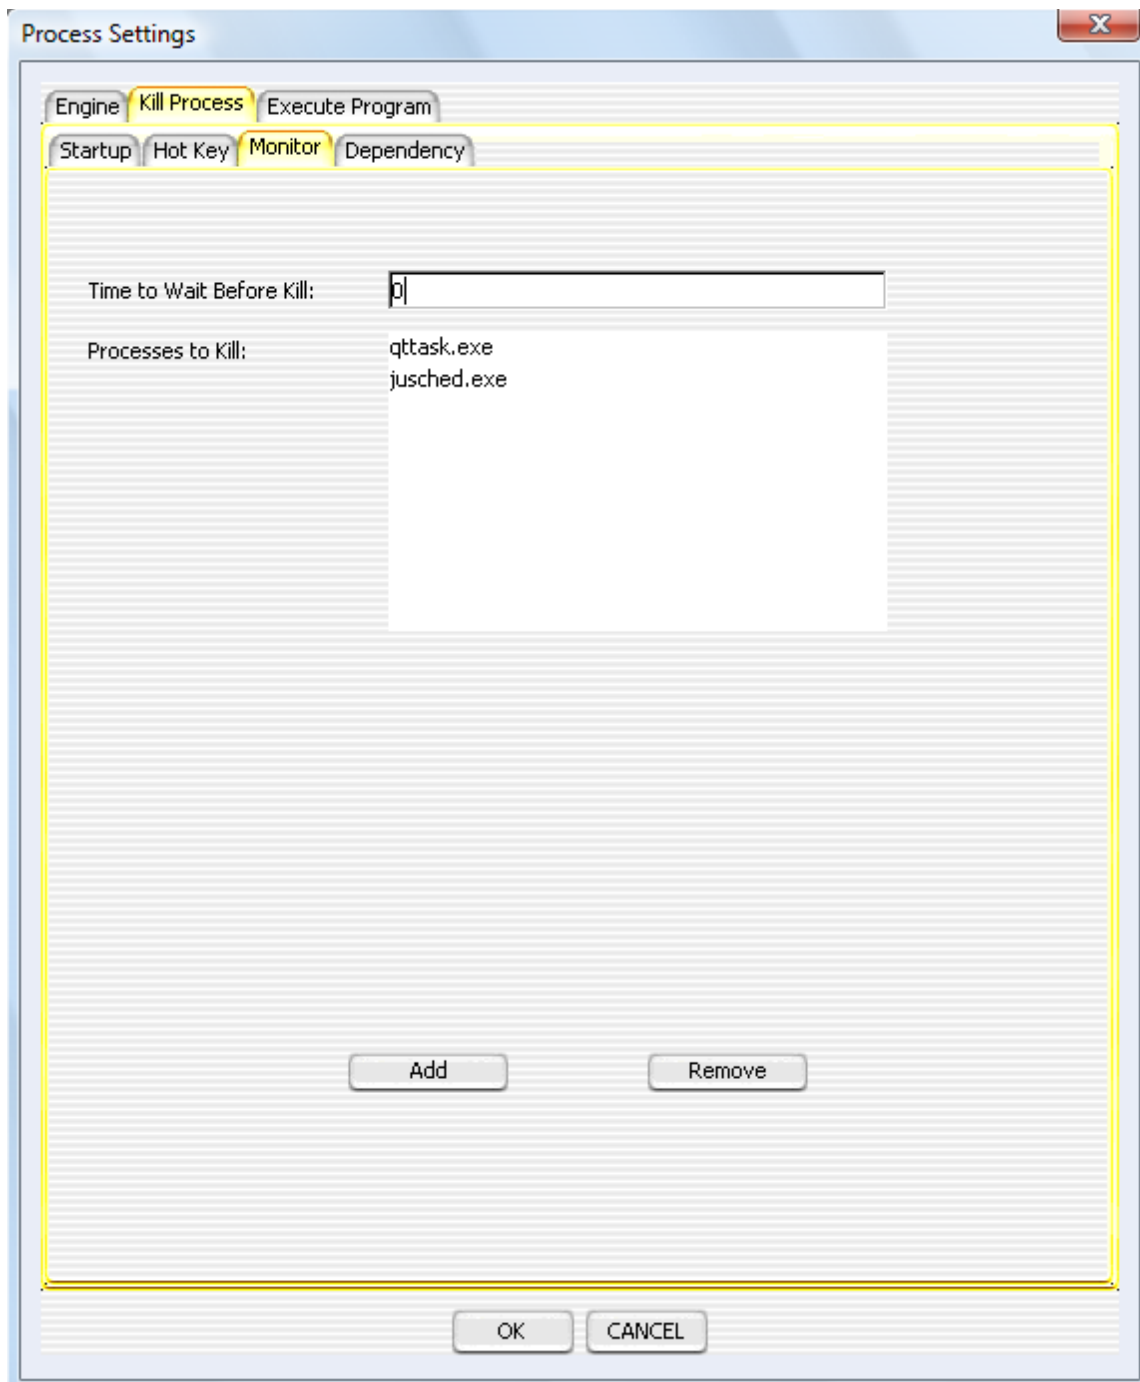 Process Settings
X
Engine Kill Process Execute Program
Startup Hot Key Monitor Dependency
Time to Wait Before Kill: 0
Processes to Kill: qttask.exe
jusched.exe
Add Remove
OK CANCEL